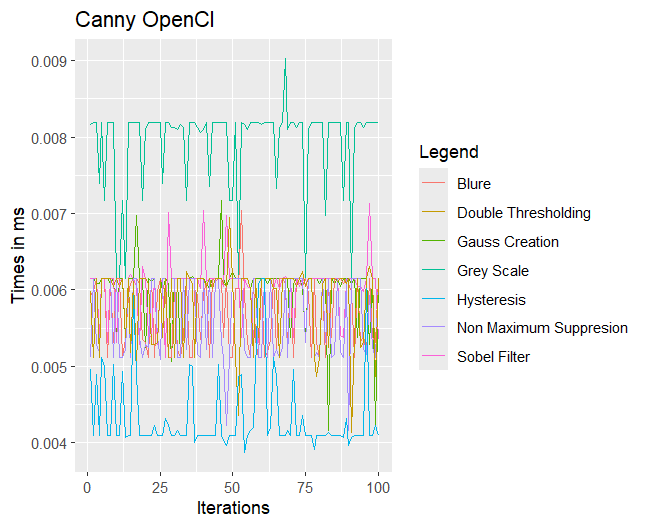 Canny OpenCl
Times in ms
0.009
0.008
0.007
0.006
0.005
0.004
0
25
50
75
100
Iterations
Legend
Blure
Double Thresholding
Gauss Creation
Grey Scale
Hysteresis
Non Maximum Suppresion
Sobel Filter